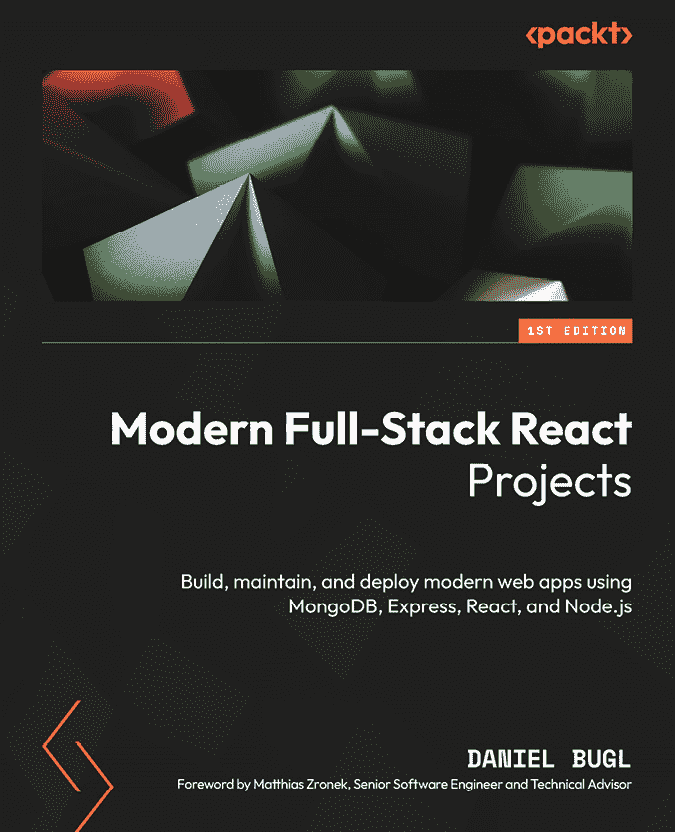 <packt>
1ST EDITION
Modern Full-Stack React
Projects
Build, maintain, and deploy modern web apps using
MongoDB, Express, React, and Node.js
DANIEL BUGL
Foreword by Matthias Zronek, Senior Software Engineer and Technical Advisor